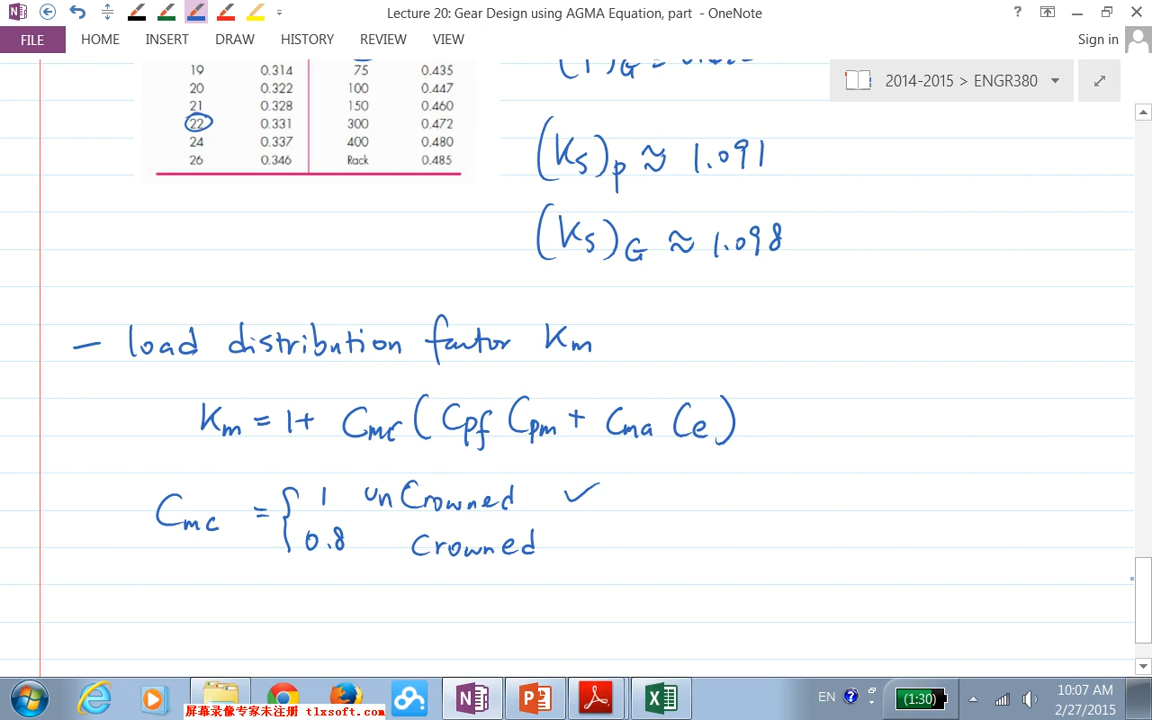 Lecture 20: Gear Design using AGMA Equation, part - OneNote
FILE HOME INSERT DRAW HISTORY REVIEW VIEW
Sign in
2014-2015 > ENGR380
19 0.314 75 0.435
20 0.322 100 0.447
21 0.328 150 0.460
22 0.331 300 0.472
24 0.337 400 0.480
26 0.346 Rack 0.485
(Ks)p ≈ 1.091
(Ks)G ≈ 1.098
- load distribution factor Km
Km = 1+ Cmc ( Cpf Cpm + Cma Ce )
Cmc = { 1 unCrowned ✓
0.8 Crowned
EN
(1:30)
10:07 AM
2/27/2015
屏幕录像专家未注册 tlxsoft.com